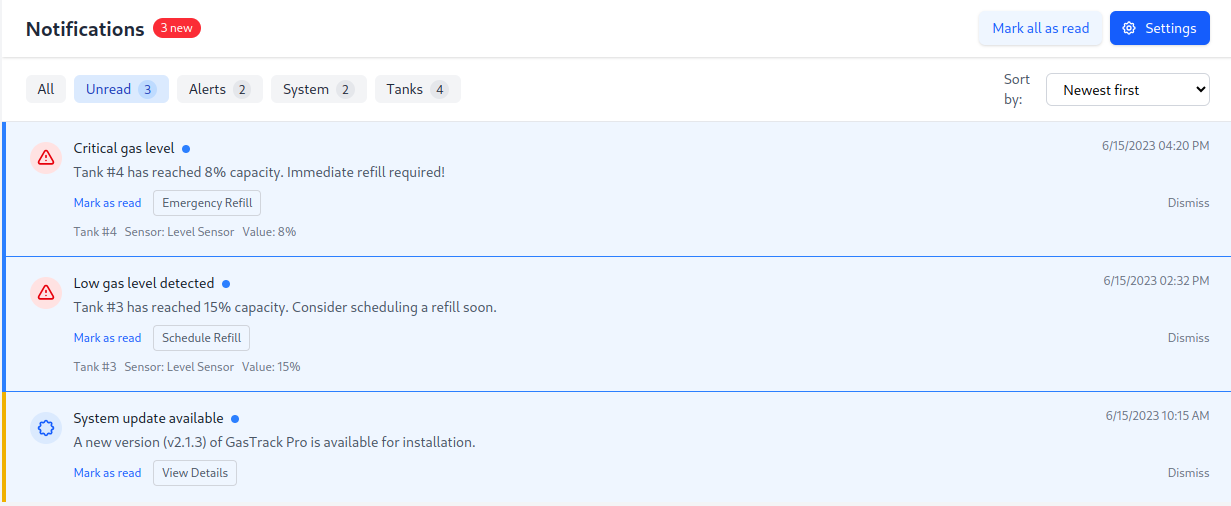 Notifications 3 new Mark all as read Settings
All Unread 3 Alerts 2 System 2 Tanks 4 Sort by: Newest first
Critical gas level 6/15/2023 04:20 PM
Tank #4 has reached 8% capacity. Immediate refill required!
Mark as read Emergency Refill Dismiss
Tank #4 Sensor: Level Sensor Value: 8%
Low gas level detected 6/15/2023 02:32 PM
Tank #3 has reached 15% capacity. Consider scheduling a refill soon.
Mark as read Schedule Refill Dismiss
Tank #3 Sensor: Level Sensor Value: 15%
System update available 6/15/2023 10:15 AM
A new version (v2.1.3) of GasTrack Pro is available for installation.
Mark as read View Details Dismiss